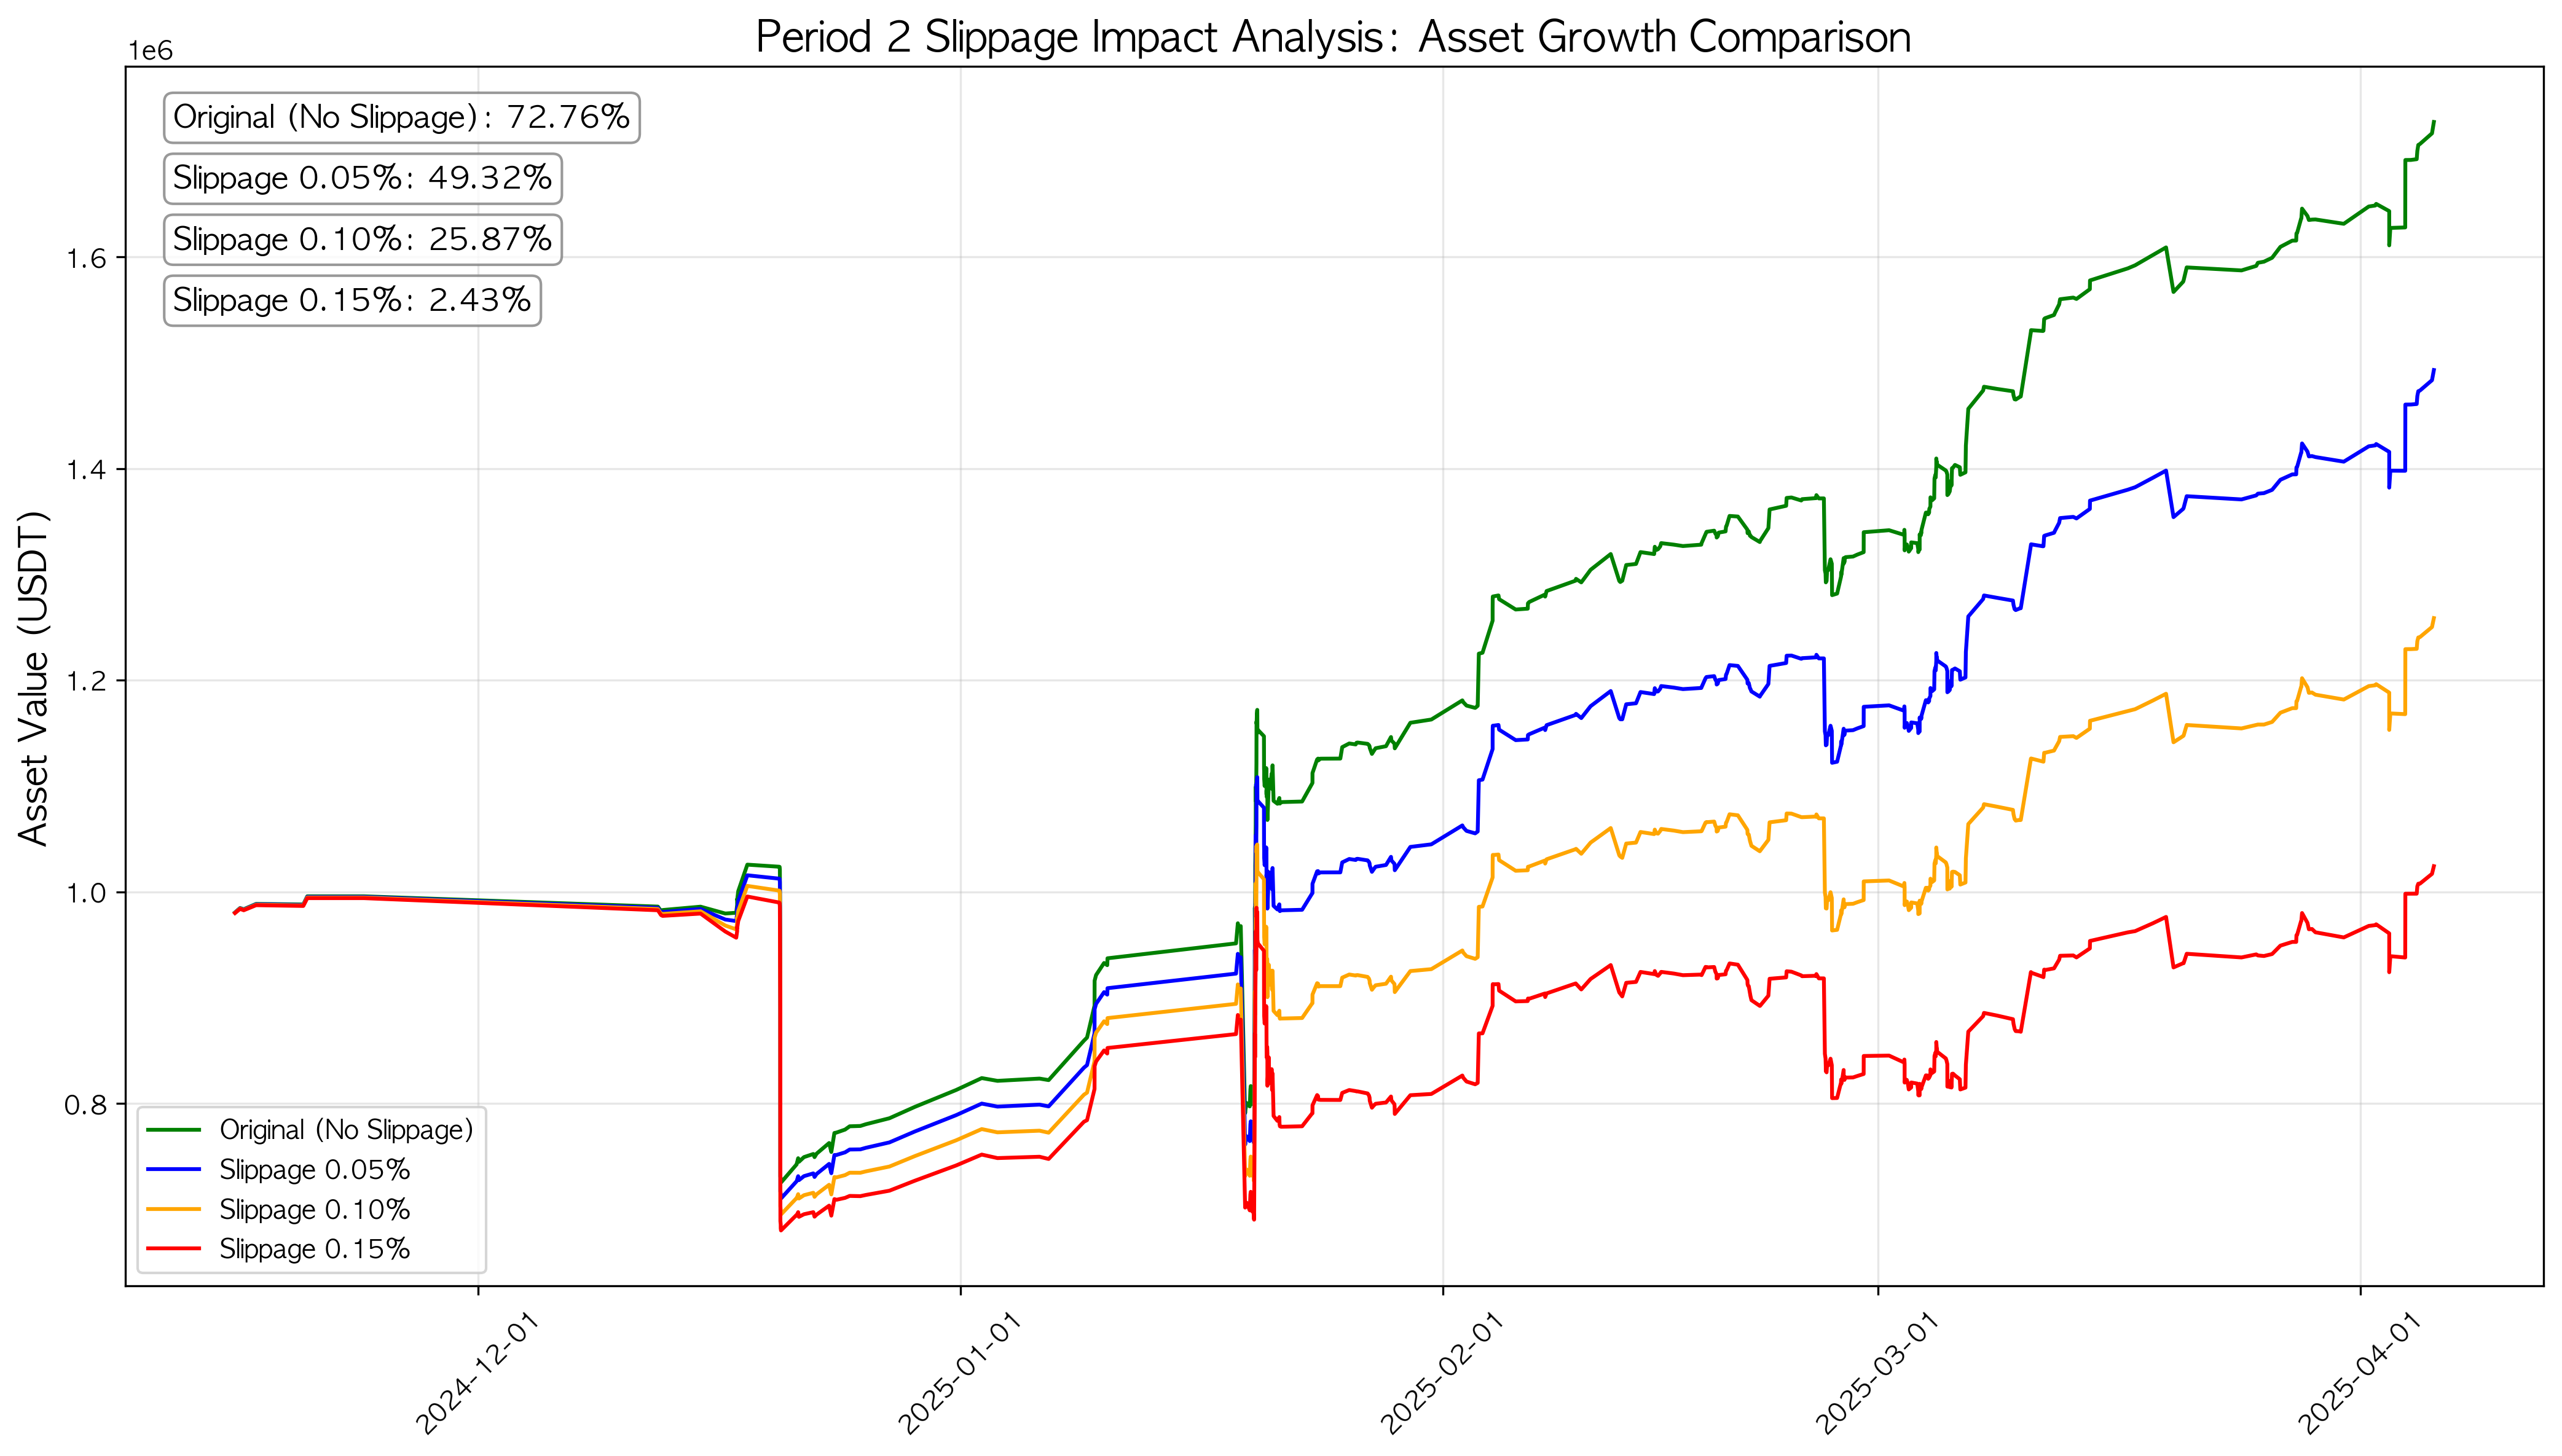 Period 2 Slippage Impact Analysis: Asset Growth Comparison
1e6
Original (No Slippage): 72.76%
Slippage 0.05%: 49.32%
Slippage 0.10%: 25.87%
Slippage 0.15%: 2.43%
Asset Value (USDT)
1.6
1.4
1.2
1.0
0.8
Original (No Slippage)
Slippage 0.05%
Slippage 0.10%
Slippage 0.15%
2024-12-01
2025-01-01
2025-02-01
2025-03-01
2025-04-01